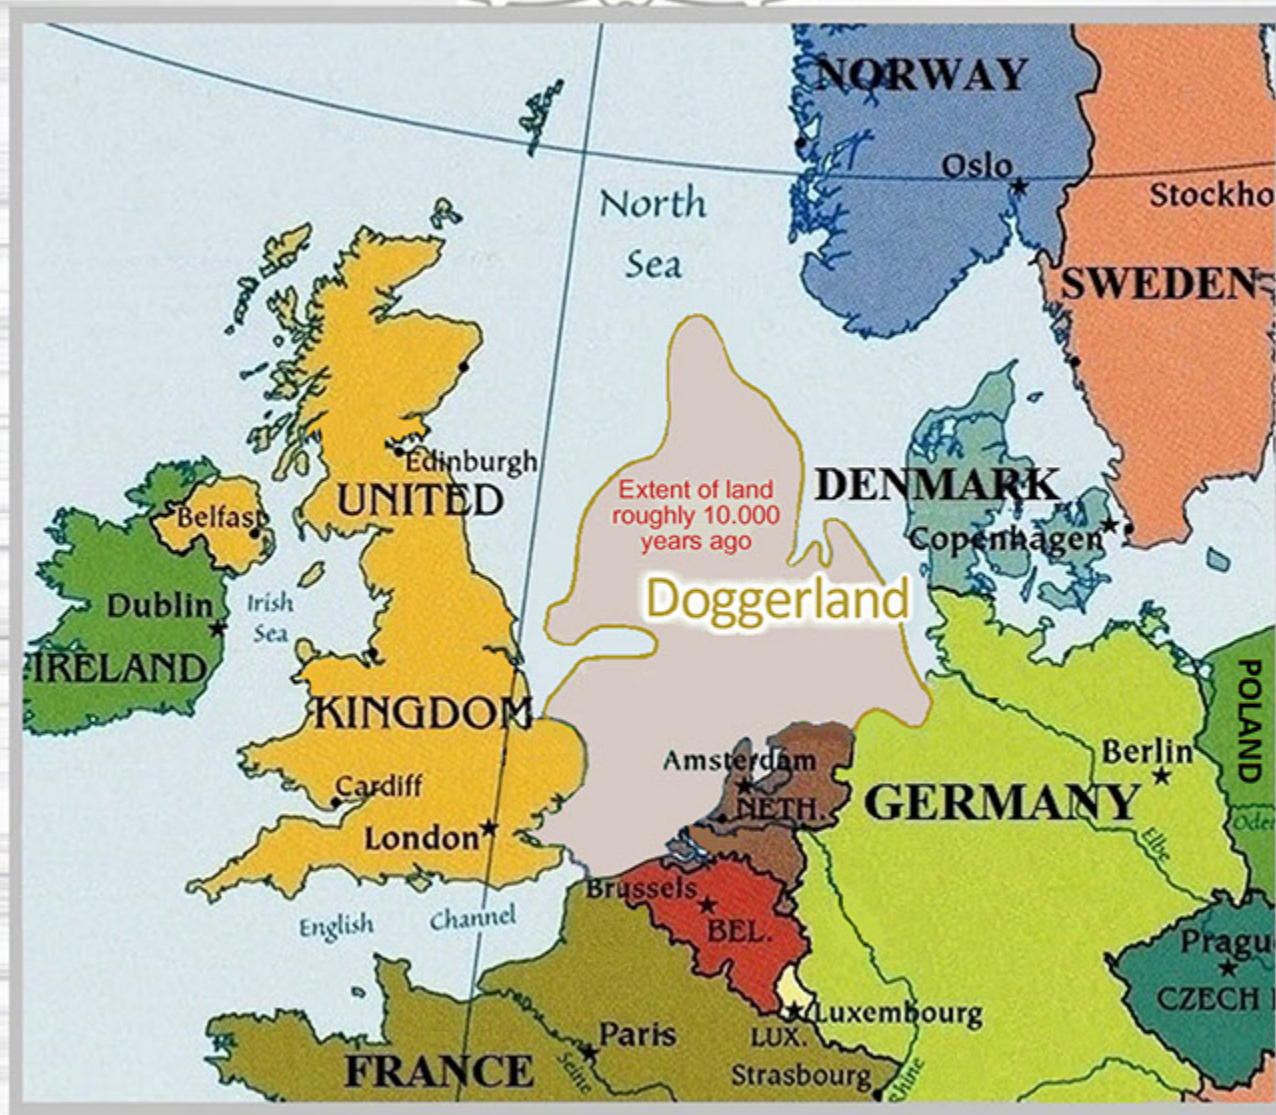 NORWAY
Oslo
Stockho
North
Sea
SWEDEN
Edinburgh
UNITED
Extent of land
roughly 10.000
years ago
DENMARK
Copenhagen
Belfast
Doggerland
Dublin
Irish
Sea
IRELAND
KINGDOM
POLAND
Amsterdam
Berlin
Cardiff
NETH.
GERMANY
London
Oder
Elbe
Brussels
English
Channel
BEL.
Pragu
CZECH
Luxembourg
Paris
LUX.
FRANCE
Seine
Strasbourg
Rhine